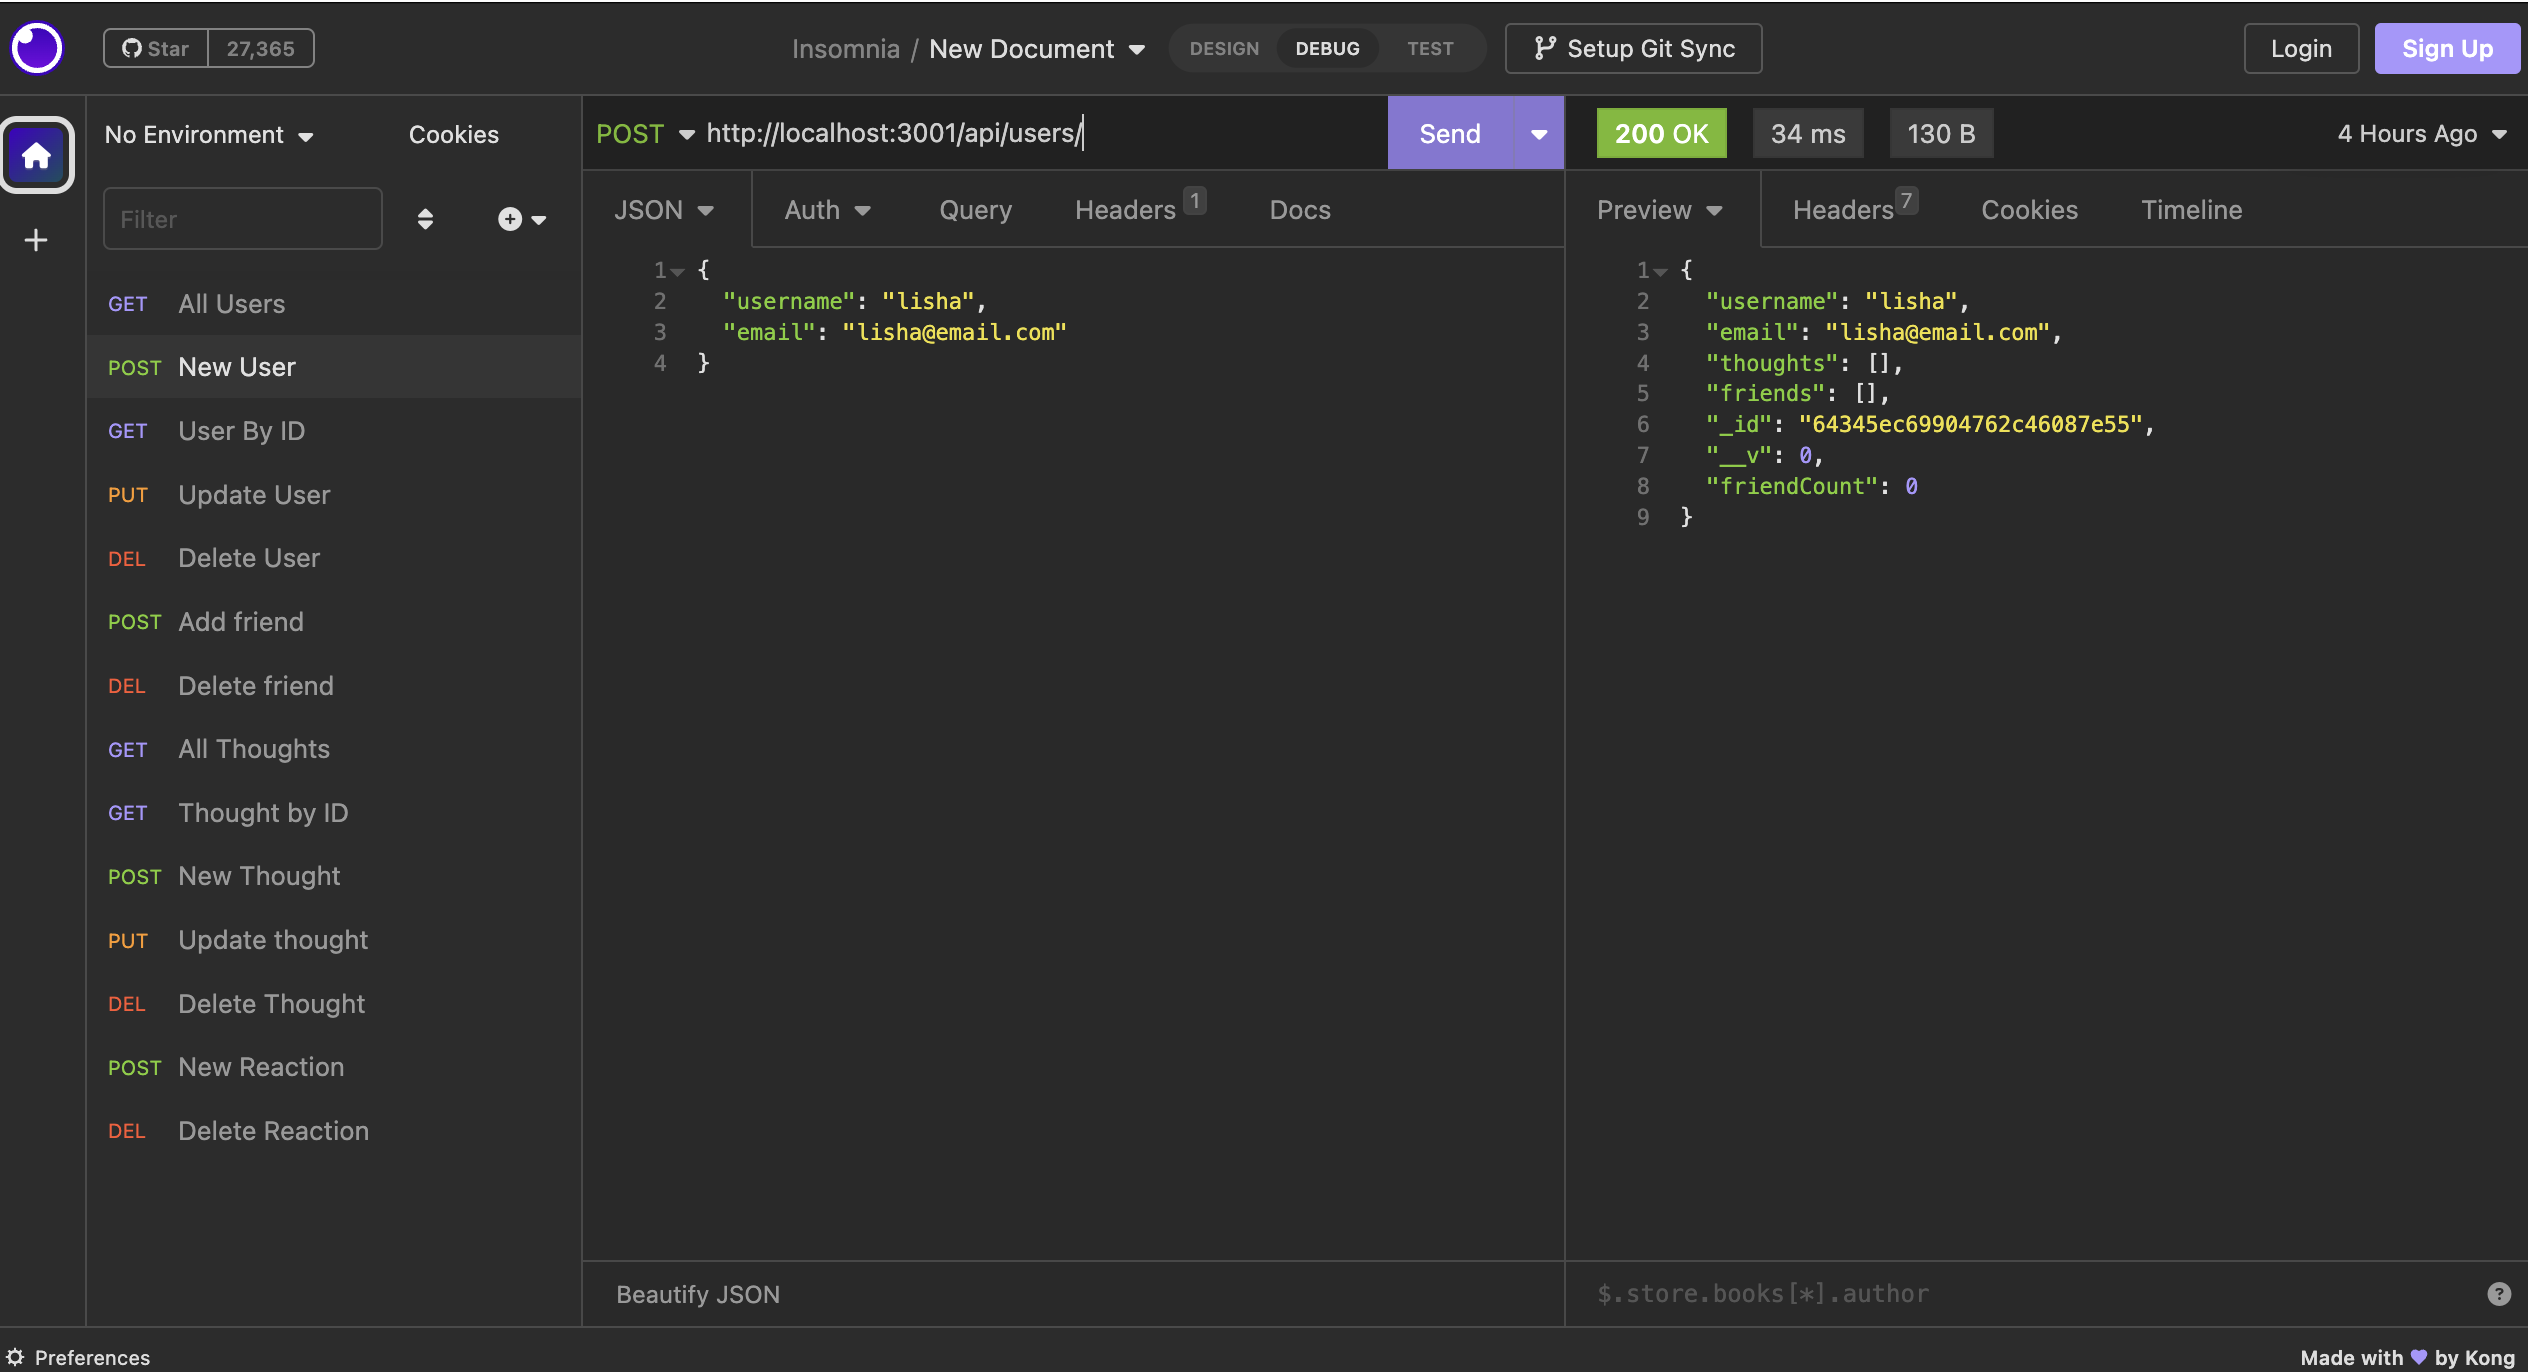 Star 27,365
Insomnia / New Document
DESIGN DEBUG TEST
Setup Git Sync
Login
Sign Up
No Environment
Cookies
Filter
GET All Users
POST New User
GET User By ID
PUT Update User
DEL Delete User
POST Add friend
DEL Delete friend
GET All Thoughts
GET Thought by ID
POST New Thought
PUT Update thought
DEL Delete Thought
POST New Reaction
DEL Delete Reaction
POST http://localhost:3001/api/users/
Send
JSON Auth Query Headers 1 Docs
1 {
2 "username": "lisha",
3 "email": "lisha@email.com"
4 }
Beautify JSON
200 OK 34 ms 130 B 4 Hours Ago
Preview Headers 7 Cookies Timeline
1 {
2 "username": "lisha",
3 "email": "lisha@email.com",
4 "thoughts": [],
5 "friends": [],
6 "_id": "64345ec69904762c46087e55",
7 "__v": 0,
8 "friendCount": 0
9 }
$.store.books[*].author
?
Preferences
Made with 💜 by Kong